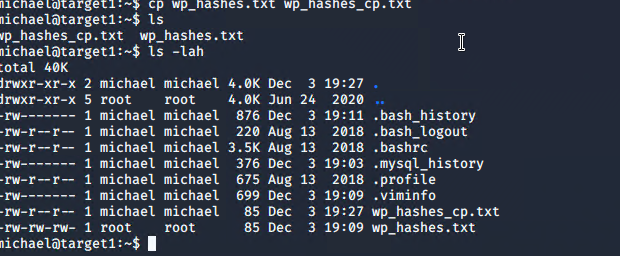 michael@target1:~$ cp wp_hashes.txt wp_hashes_cp.txt
michael@target1:~$ ls
wp_hashes_cp.txt  wp_hashes.txt
michael@target1:~$ ls -lah
total 40K
drwxr-xr-x 2 michael michael 4.0K Dec  3 19:27 .
drwxr-xr-x 5 root    root    4.0K Jun 24  2020 ..
-rw------- 1 michael michael  876 Dec  3 19:11 .bash_history
-rw-r--r-- 1 michael michael  220 Aug 13  2018 .bash_logout
-rw-r--r-- 1 michael michael 3.5K Aug 13  2018 .bashrc
-rw------- 1 michael michael  376 Dec  3 19:03 .mysql_history
-rw-r--r-- 1 michael michael  675 Aug 13  2018 .profile
-rw------- 1 michael michael  699 Dec  3 19:09 .viminfo
-rw-r--r-- 1 michael michael   85 Dec  3 19:27 wp_hashes_cp.txt
-rw-rw-rw- 1 root    root      85 Dec  3 19:09 wp_hashes.txt
michael@target1:~$